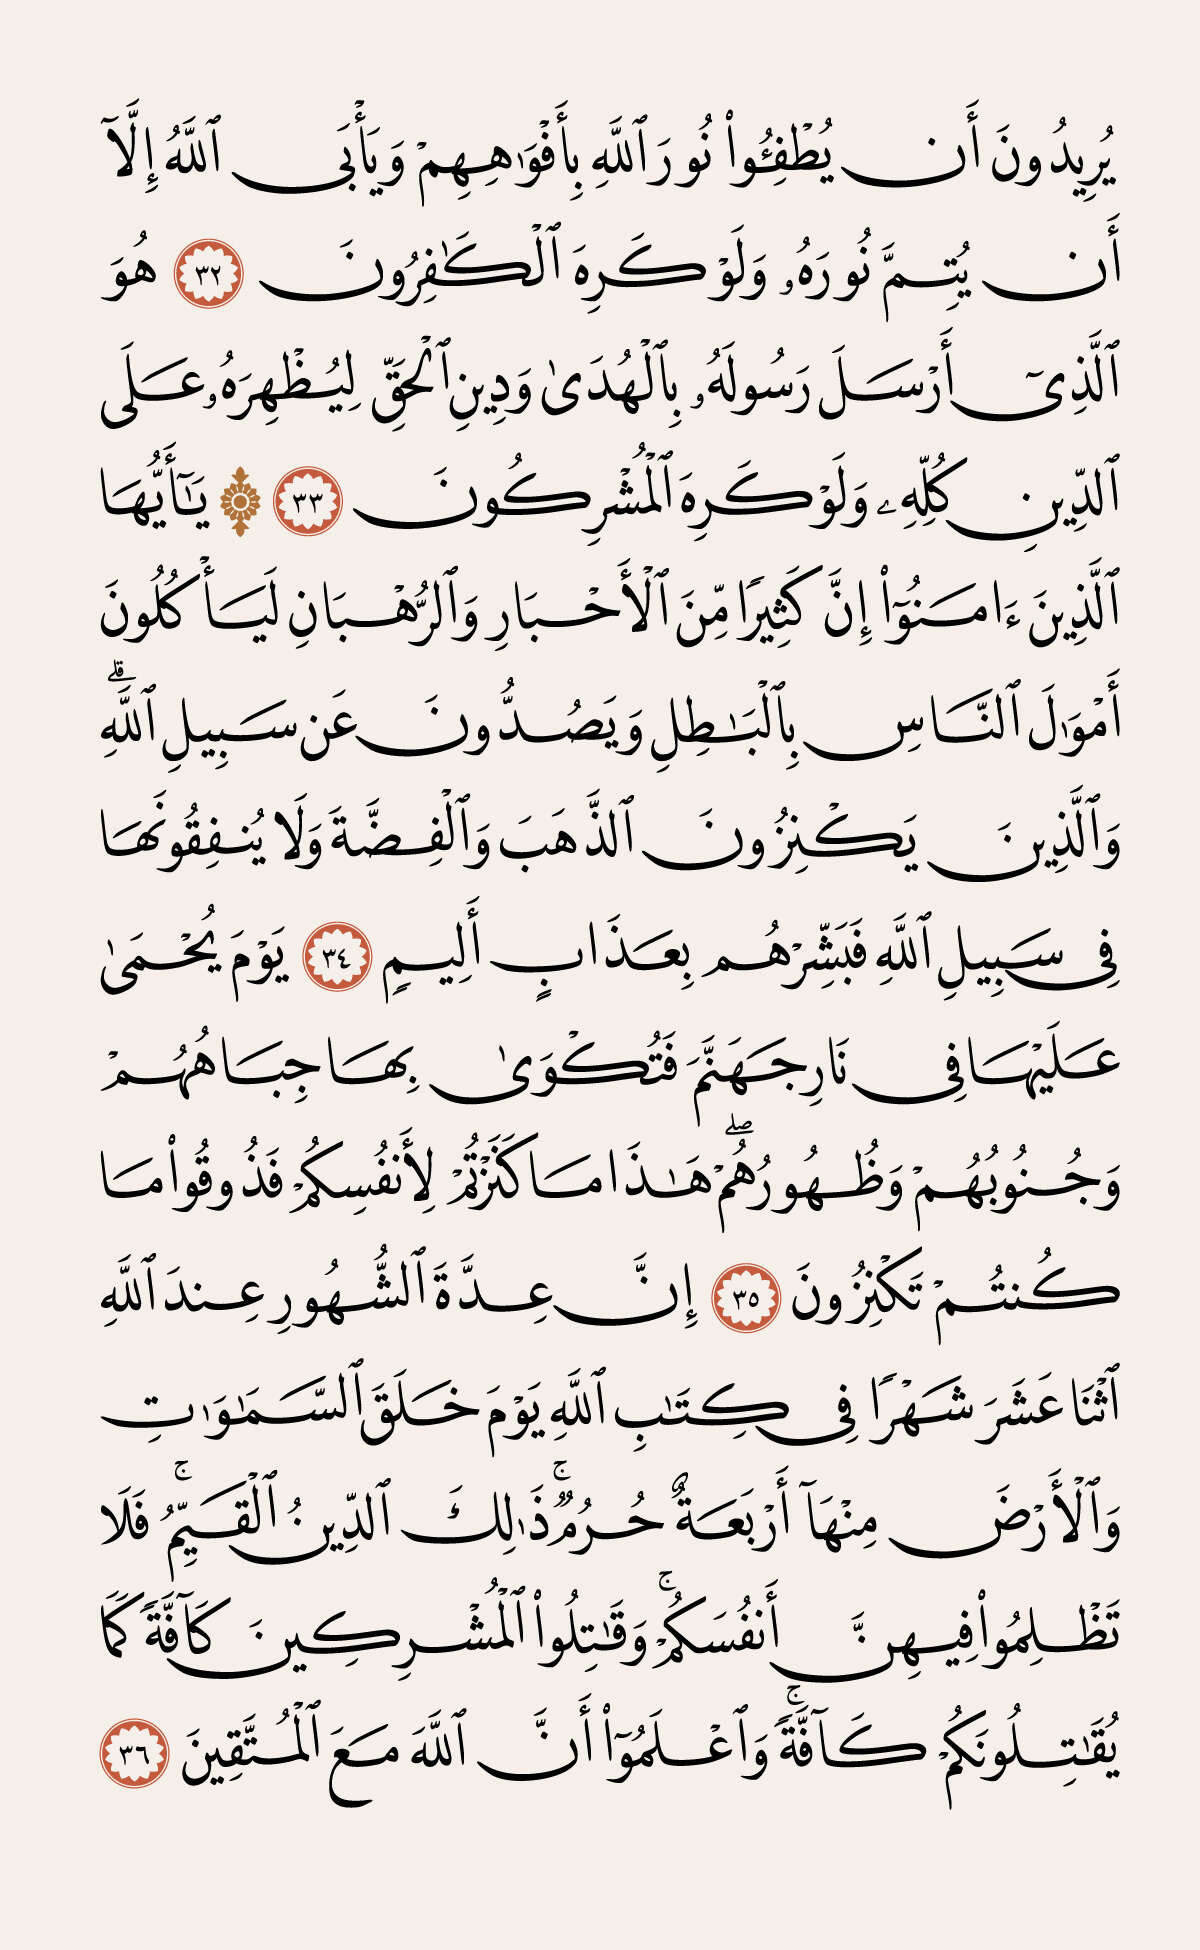 يُرِيدُونَ أَن يُطْفِـُٔوا۟ نُورَ ٱللَّهِ بِأَفْوَٰهِهِمْ وَيَأْبَى ٱللَّهُ إِلَّآ
أَن يُتِمَّ نُورَهُۥ وَلَوْ كَرِهَ ٱلْكَـٰفِرُونَ ٣٢ هُوَ
ٱلَّذِىٓ أَرْسَلَ رَسُولَهُۥ بِٱلْهُدَىٰ وَدِينِ ٱلْحَقِّ لِيُظْهِرَهُۥ عَلَى
ٱلدِّينِ كُلِّهِۦ وَلَوْ كَرِهَ ٱلْمُشْرِكُونَ ٣٣ ۞ يَـٰٓأَيُّهَا
ٱلَّذِينَ ءَامَنُوٓا۟ إِنَّ كَثِيرًا مِّنَ ٱلْأَحْبَارِ وَٱلرُّهْبَانِ لَيَأْكُلُونَ
أَمْوَٰلَ ٱلنَّاسِ بِٱلْبَـٰطِلِ وَيَصُدُّونَ عَن سَبِيلِ ٱللَّهِ ۗ
وَٱلَّذِينَ يَكْنِزُونَ ٱلذَّهَبَ وَٱلْفِضَّةَ وَلَا يُنفِقُونَهَا
فِى سَبِيلِ ٱللَّهِ فَبَشِّرْهُم بِعَذَابٍ أَلِيمٍ ٣٤ يَوْمَ يُحْمَىٰ
عَلَيْهَا فِى نَارِ جَهَنَّمَ فَتُكْوَىٰ بِهَا جِبَاهُهُمْ
وَجُنُوبُهُمْ وَظُهُورُهُمْ ۖ هَـٰذَا مَا كَنَزْتُمْ لِأَنفُسِكُمْ فَذُوقُوا۟ مَا
كُنتُمْ تَكْنِزُونَ ٣٥ إِنَّ عِدَّةَ ٱلشُّهُورِ عِندَ ٱللَّهِ
ٱثْنَا عَشَرَ شَهْرًا فِى كِتَـٰبِ ٱللَّهِ يَوْمَ خَلَقَ ٱلسَّمَـٰوَٰتِ
وَٱلْأَرْضَ مِنْهَآ أَرْبَعَةٌ حُرُمٌ ۚ ذَٰلِكَ ٱلدِّينُ ٱلْقَيِّمُ ۚ فَلَا
تَظْلِمُوا۟ فِيهِنَّ أَنفُسَكُمْ ۚ وَقَـٰتِلُوا۟ ٱلْمُشْرِكِينَ كَآفَّةً كَمَا
يُقَـٰتِلُونَكُمْ كَآفَّةً ۚ وَٱعْلَمُوٓا۟ أَنَّ ٱللَّهَ مَعَ ٱلْمُتَّقِينَ ٣٦